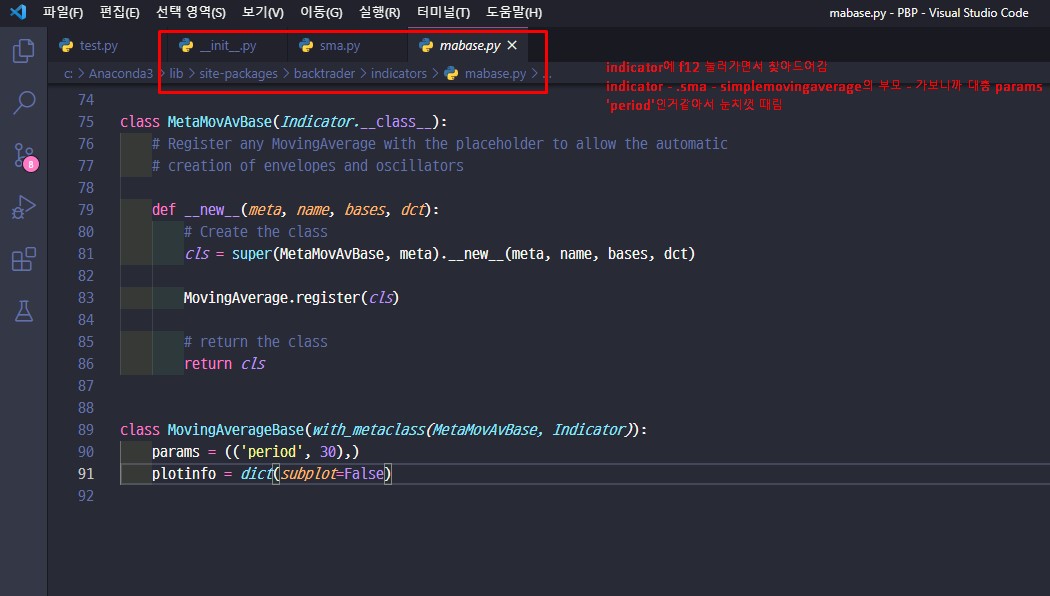 파일(F) 편집(E) 선택 영역(S) 보기(V) 이동(G) 실행(R) 터미널(T) 도움말(H) mabase.py - PBP - Visual Studio Code
test.py __init__.py sma.py mabase.py ×
c: > Anaconda3 > lib > site-packages > backtrader > indicators > mabase.py > ...
indicator에 f12 눌러가면서 찾아드어감
indicator - .sma - simplemovingaverage의 부모 - 가보니까 대충 params
'period'인거같아서 눈치껏 때림
8
74
75 class MetaMovAvBase(Indicator.__class__):
76 # Register any MovingAverage with the placeholder to allow the automatic
77 # creation of envelopes and oscillators
78
79 def __new__(meta, name, bases, dct):
80 # Create the class
81 cls = super(MetaMovAvBase, meta).__new__(meta, name, bases, dct)
82
83 MovingAverage.register(cls)
84
85 # return the class
86 return cls
87
88
89 class MovingAverageBase(with_metaclass(MetaMovAvBase, Indicator)):
90 params = (('period', 30),)
91 plotinfo = dict(subplot=False)
92